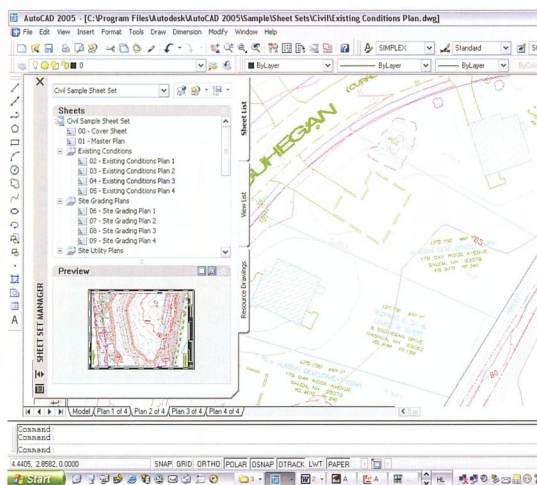 AutoCAD 2005 - [C:\Program Files\Autodesk\AutoCAD 2005\Sample\Sheet Sets\Civil\Existing Conditions Plan.dwg]
File Edit View Insert Format Tools Draw Dimension Modify Window Help
SIMPLEX Standard
0 ByLayer ByLayer ByLayer ByColor
Civil Sample Sheet Set
Sheets
Civil Sample Sheet Set
00 - Cover Sheet
01 - Master Plan
Existing Conditions
02 - Existing Conditions Plan 1
03 - Existing Conditions Plan 2
04 - Existing Conditions Plan 3
05 - Existing Conditions Plan 4
Site Grading Plans
06 - Site Grading Plan 1
07 - Site Grading Plan 2
08 - Site Grading Plan 3
09 - Site Grading Plan 4
Site Utility Plans
Preview
Sheet List
View List
Resource Drawings
SHEET SET MANAGER
UHEGAN
Model Plan 1 of 4 Plan 2 of 4 Plan 3 of 4 Plan 4 of 4
Command:
Command:
Command:
4.4405, 2.8582, 0.0000 SNAP GRID ORTHO POLAR OSNAP OTRACK LWT PAPER
Start 3 2 A A HL